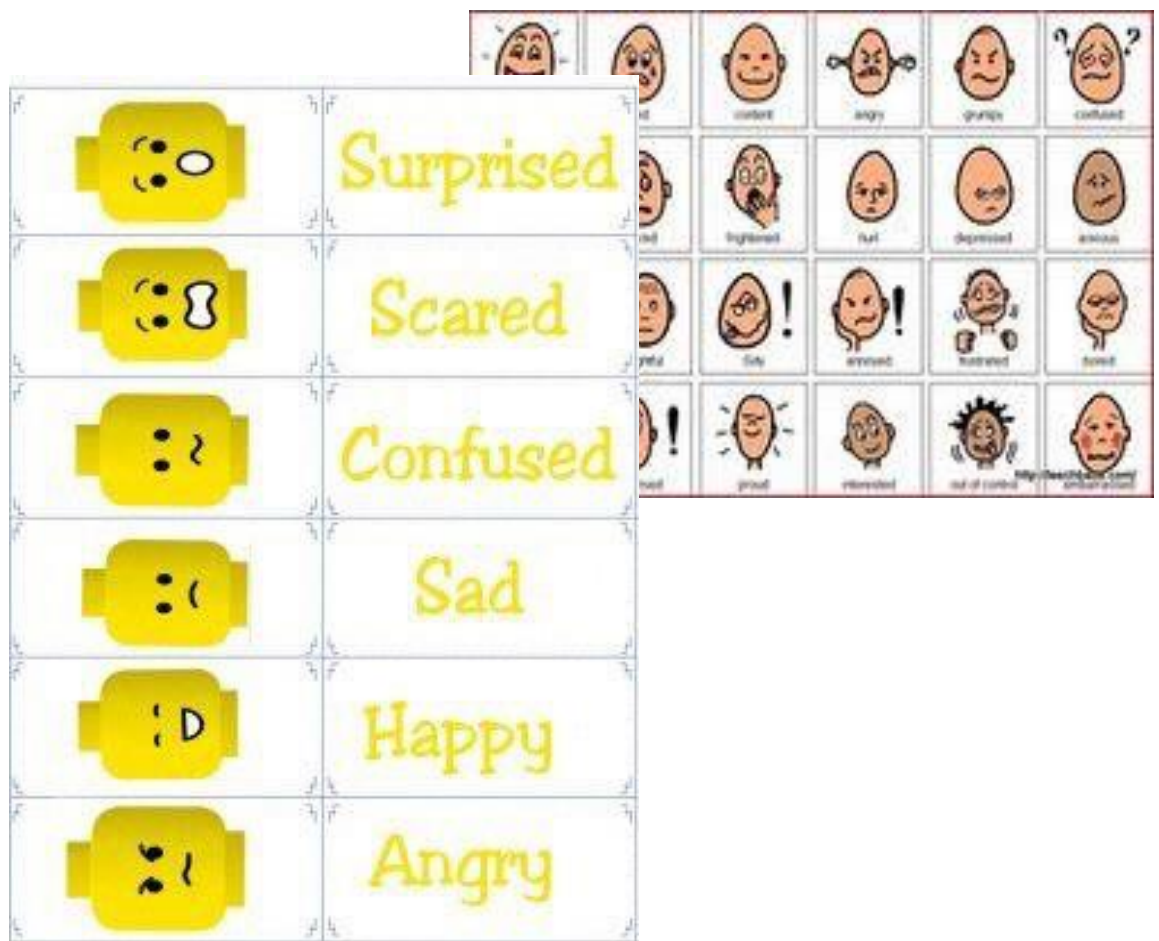 content angry grumpy confused
frightened hurt depressed anxious
annoyed frustrated bored
proud interested out of control
Surprised
Scared
Confused
Sad
Happy
Angry